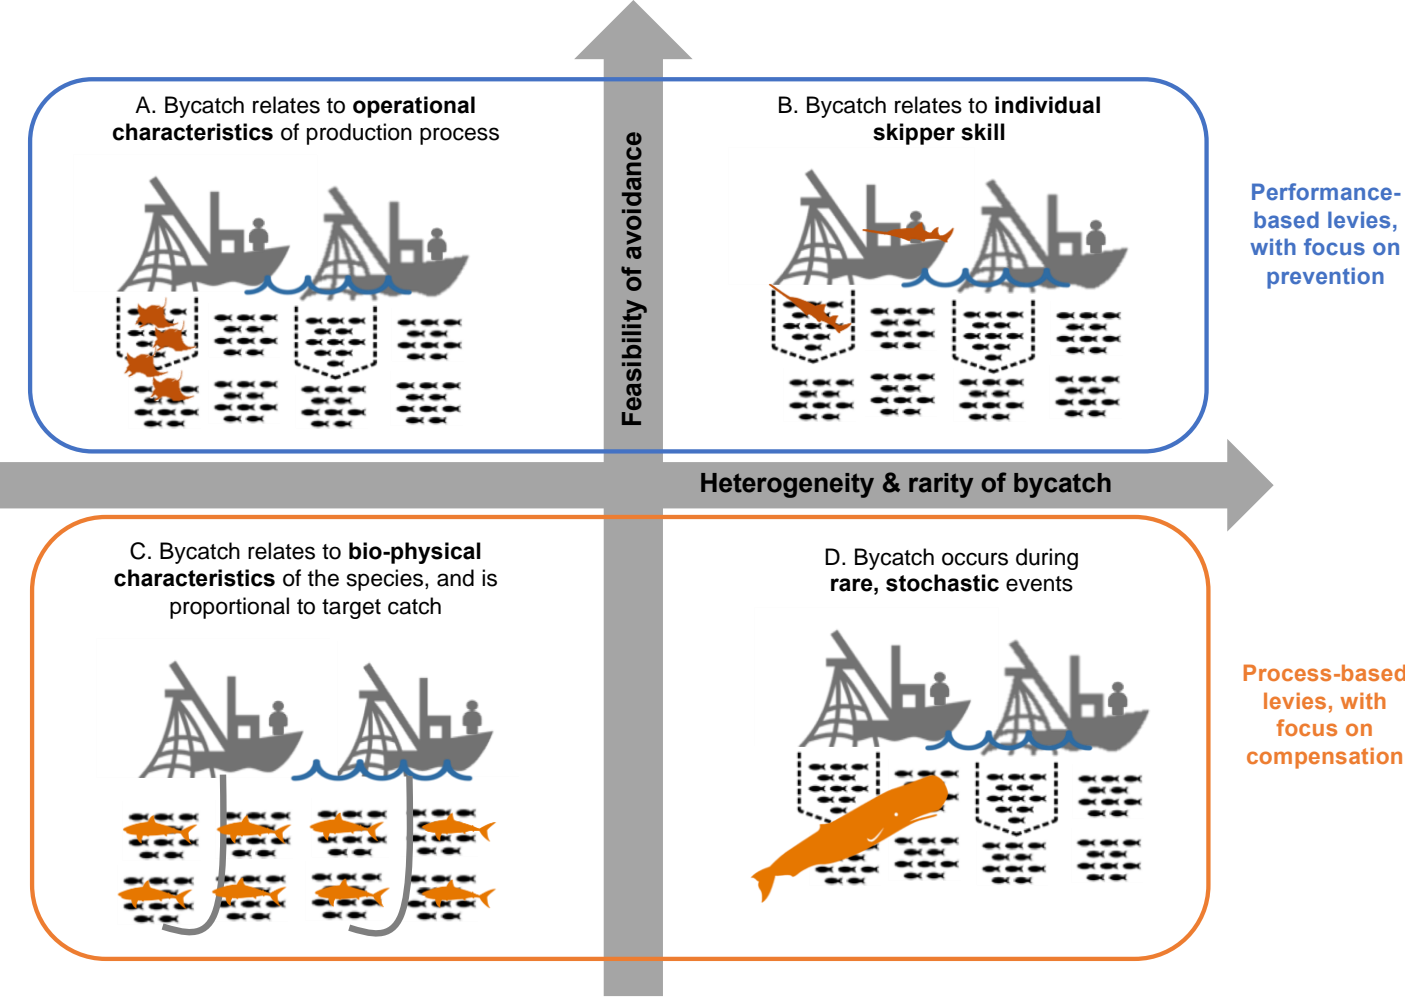 A. Bycatch relates to operational
characteristics of production process
B. Bycatch relates to individual
skipper skill
Feasibility of avoidance
Performance-
based levies,
with focus on
prevention
Heterogeneity & rarity of bycatch
C. Bycatch relates to bio-physical
characteristics of the species, and is
proportional to target catch
D. Bycatch occurs during
rare, stochastic events
Process-based
levies, with
focus on
compensation